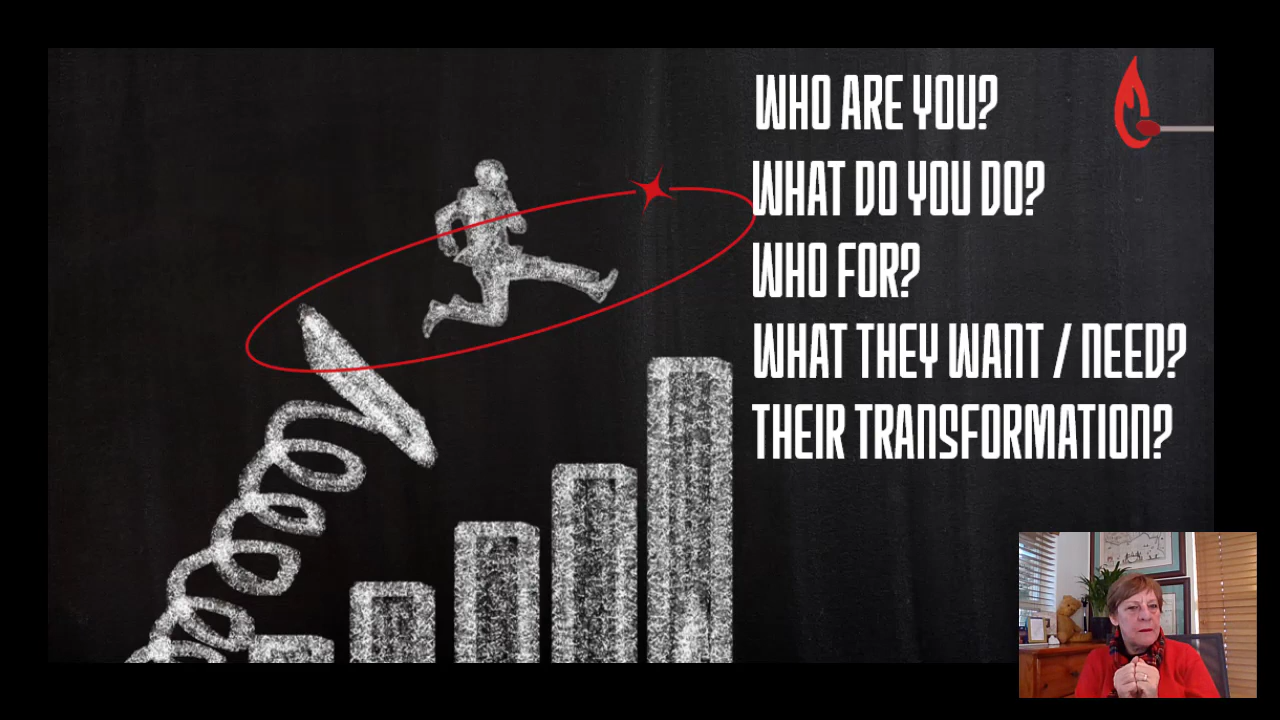 WHO ARE YOU?
WHAT DO YOU DO?
WHO FOR?
WHAT THEY WANT / NEED?
THEIR TRANSFORMATION?